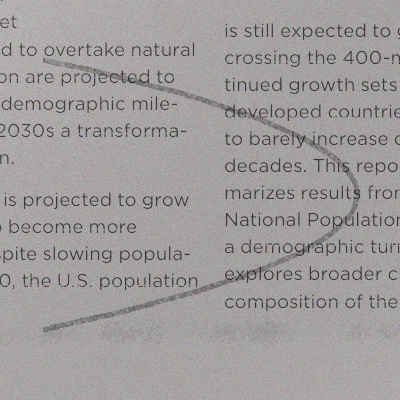 et
d to overtake natural
on are projected to
demographic mile-
2030s a transforma-
n.
is projected to grow
o become more
spite slowing popula-
0, the U.S. population
is still expected to g
crossing the 400-m
tinued growth sets
developed countrie
to barely increase o
decades. This repo
marizes results from
National Population
a demographic turn
explores broader c
composition of the